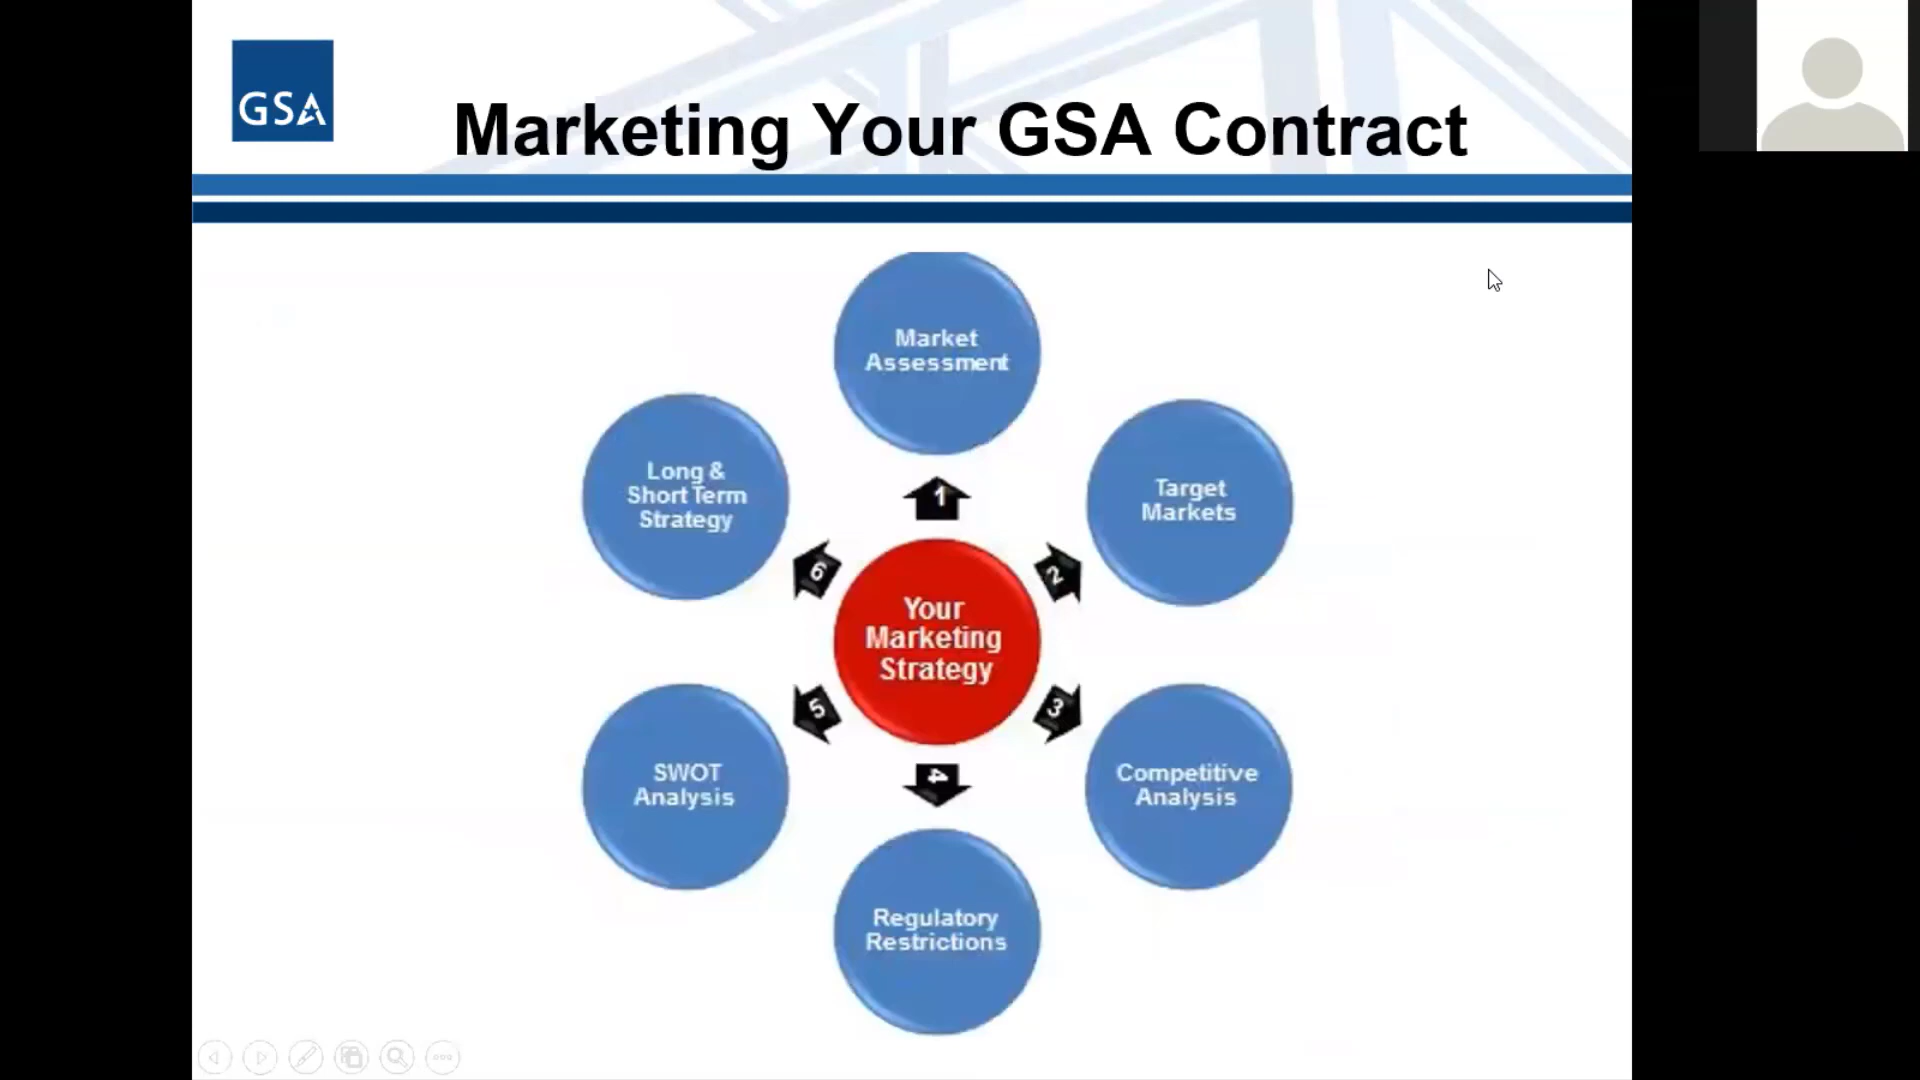 GSA
Marketing Your GSA Contract
Market
Assessment
1
Target
Markets
2
Competitive
Analysis
3
Regulatory
Restrictions
4
SWOT
Analysis
5
Long &
Short Term
Strategy
6
Your
Marketing
Strategy